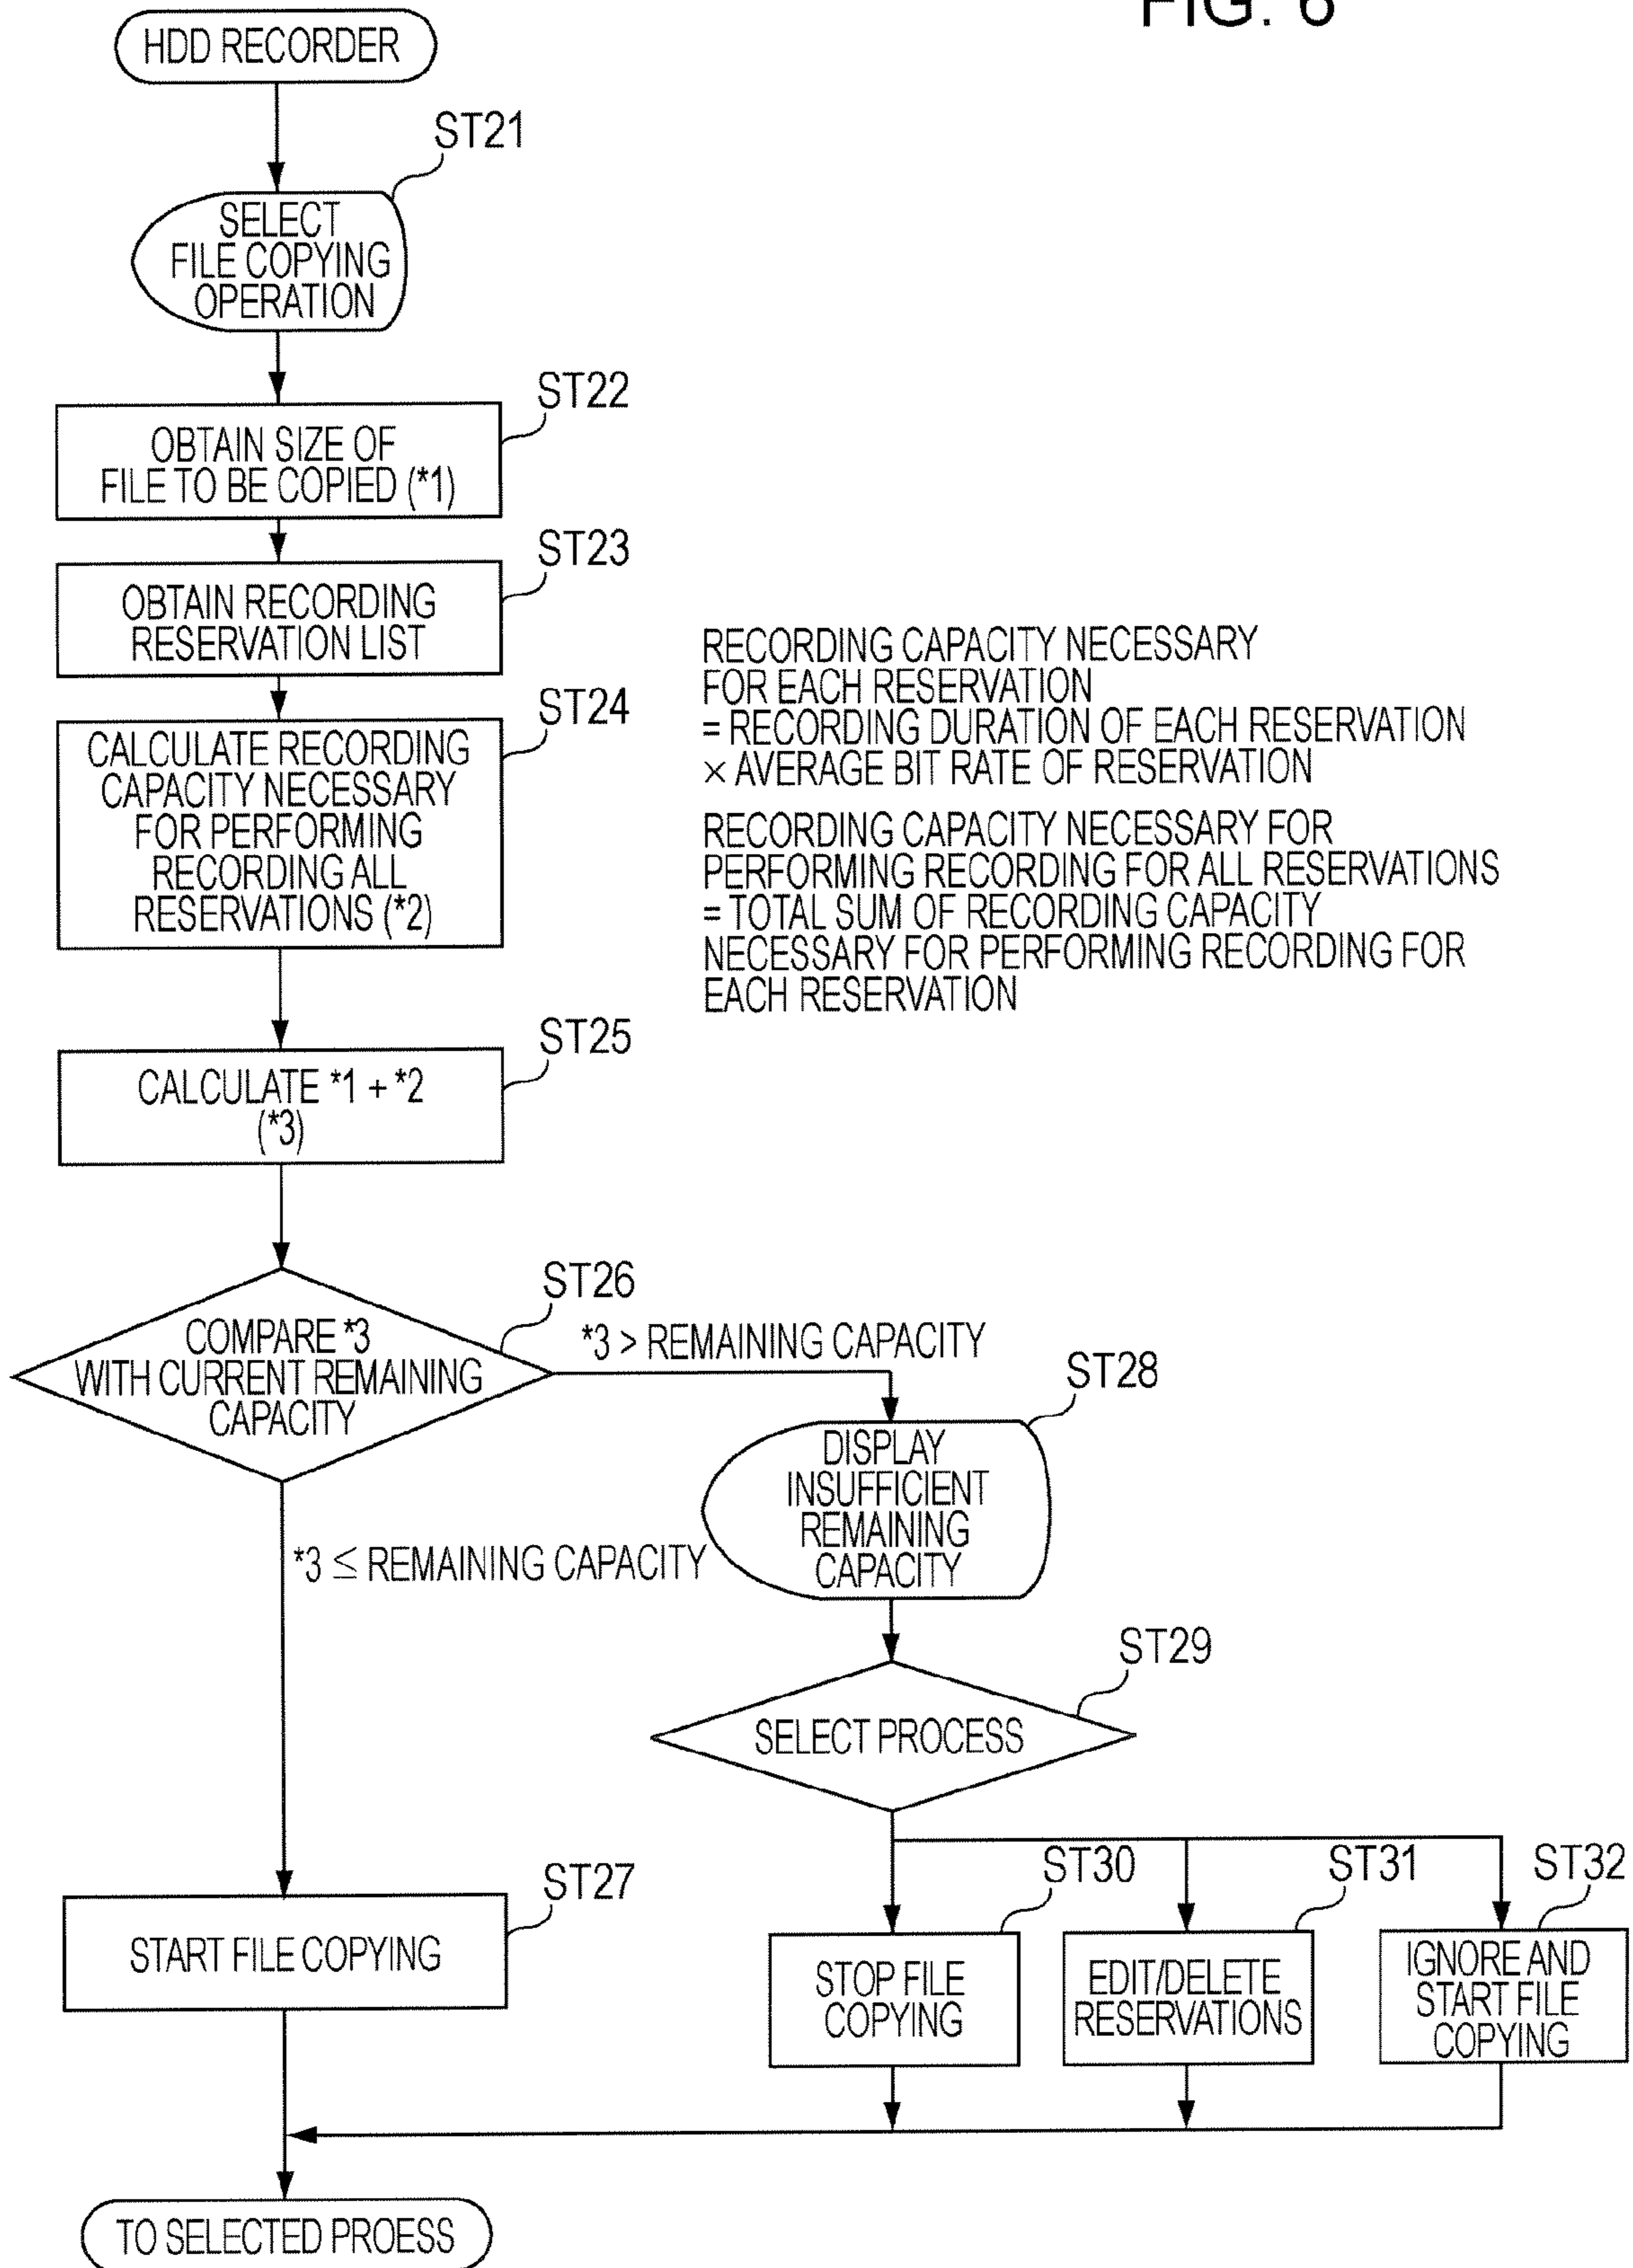 FIG. 6
HDD RECORDER
ST21
SELECT
FILE COPYING
OPERATION
ST22
OBTAIN SIZE OF
FILE TO BE COPIED (*1)
ST23
OBTAIN RECORDING
RESERVATION LIST
ST24
CALCULATE RECORDING
CAPACITY NECESSARY
FOR PERFORMING
RECORDING ALL
RESERVATIONS (*2)
RECORDING CAPACITY NECESSARY
FOR EACH RESERVATION
= RECORDING DURATION OF EACH RESERVATION
× AVERAGE BIT RATE OF RESERVATION
RECORDING CAPACITY NECESSARY FOR
PERFORMING RECORDING FOR ALL RESERVATIONS
= TOTAL SUM OF RECORDING CAPACITY
NECESSARY FOR PERFORMING RECORDING FOR
EACH RESERVATION
ST25
CALCULATE *1 + *2
(*3)
ST26
COMPARE *3
WITH CURRENT REMAINING
CAPACITY
*3 > REMAINING CAPACITY
*3 ≤ REMAINING CAPACITY
ST28
DISPLAY
INSUFFICIENT
REMAINING
CAPACITY
ST29
SELECT PROCESS
ST27
START FILE COPYING
ST30
STOP FILE
COPYING
ST31
EDIT/DELETE
RESERVATIONS
ST32
IGNORE AND
START FILE
COPYING
TO SELECTED PROESS